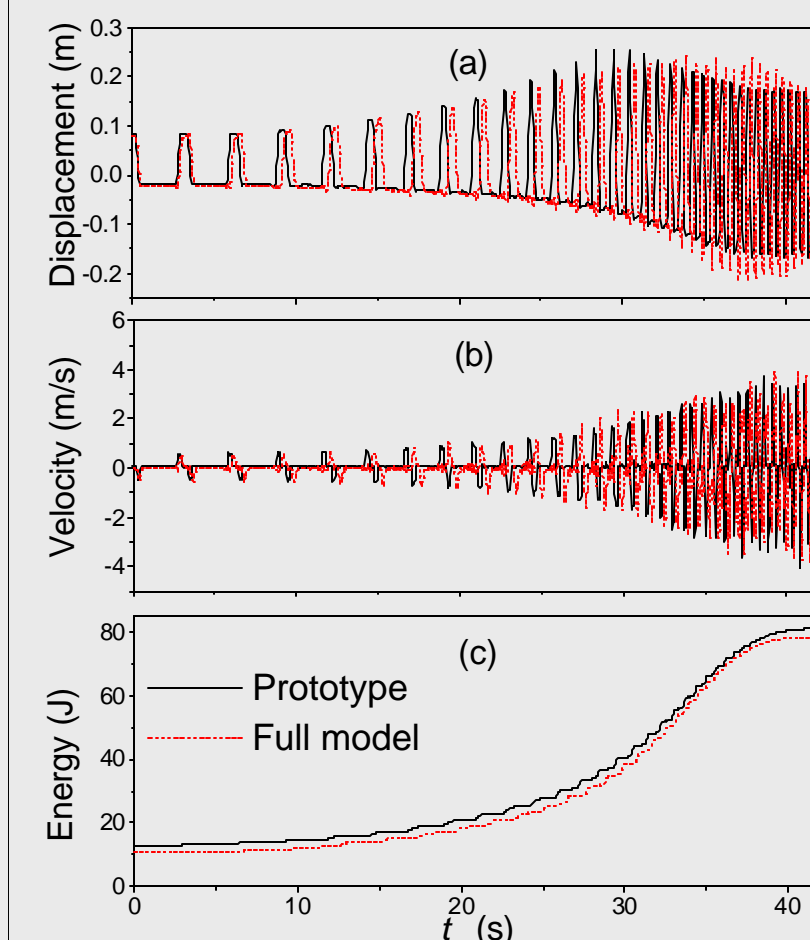 Displacement (m)
0.3
0.2
0.1
0.0
-0.1
-0.2
(a)
Velocity (m/s)
6
4
2
0
-2
-4
(b)
Energy (J)
80
60
40
20
0
(c)
Prototype
Full model
0 10 20 30 40
t (s)